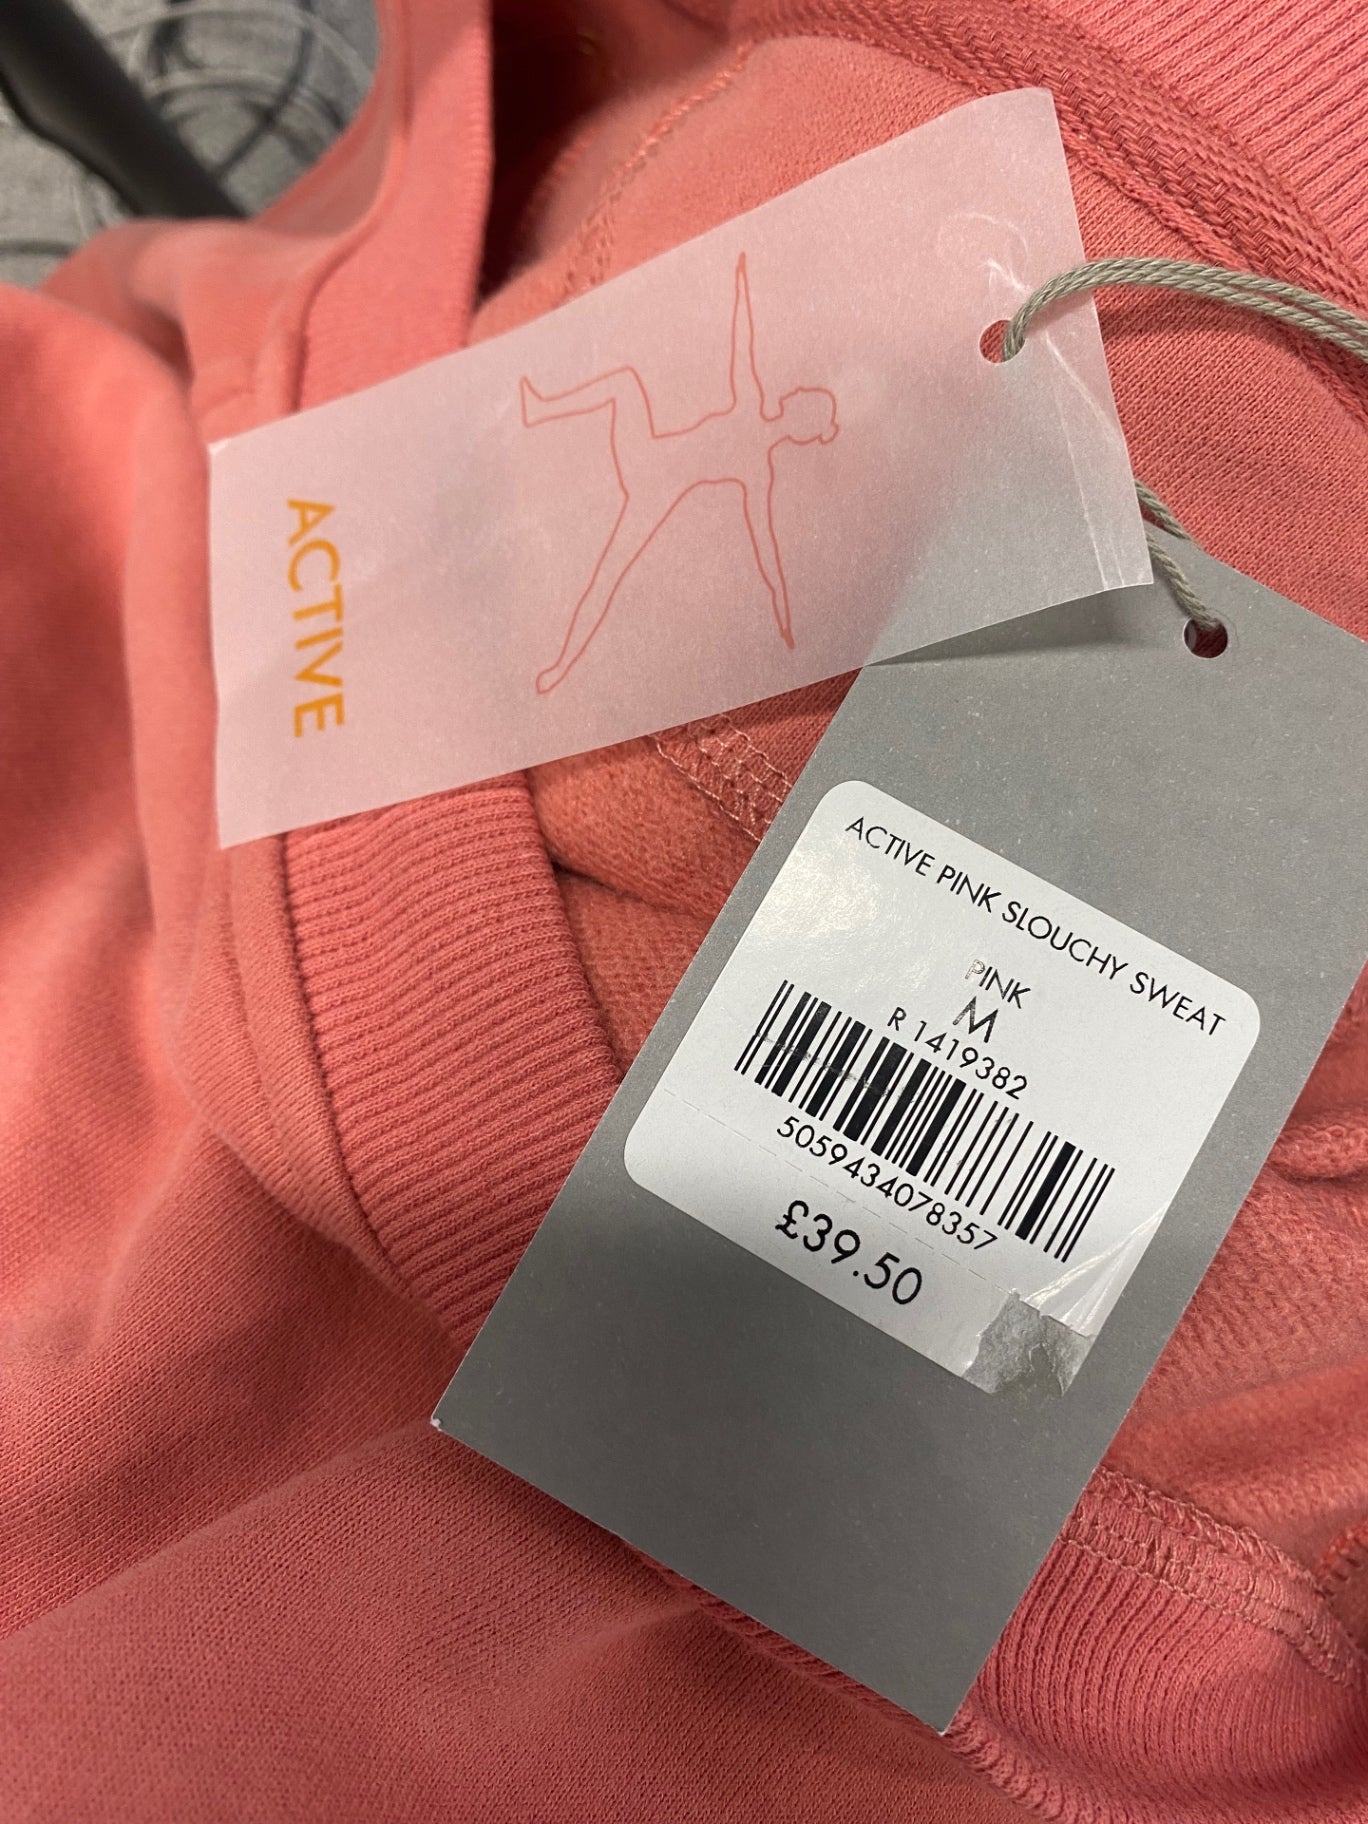 ACTIVE
ACTIVE PINK SLOUCHY SWEAT
PINK
M
R 1419382
5059434078357
£39.50